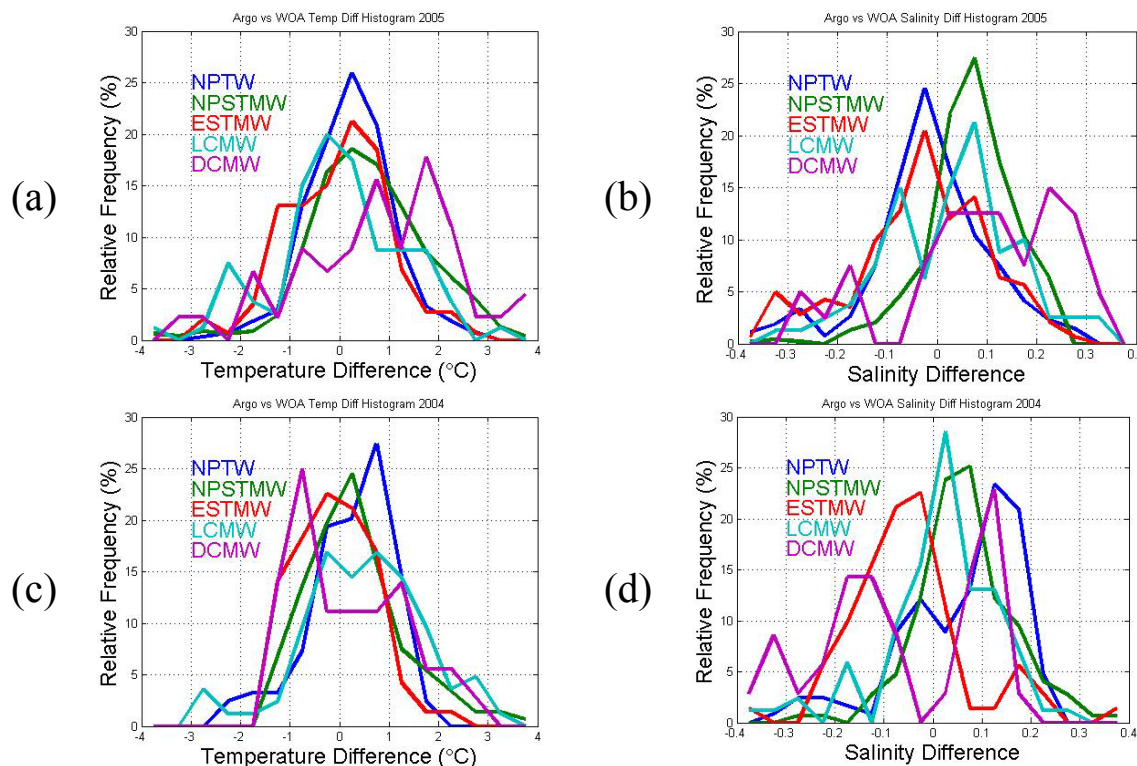 (a)
Argo vs WOA Temp Diff Histogram 2005
Relative Frequency (%)
30
25
20
15
10
5
0
NPTW
NPSTMW
ESTMW
LCMW
DCMW
-4 -3 -2 -1 0 1 2 3 4
Temperature Difference (°C)
(b)
Argo vs WOA Salinity Diff Histogram 2005
Relative Frequency (%)
30
25
20
15
10
5
0
NPTW
NPSTMW
ESTMW
LCMW
DCMW
-0.4 -0.3 -0.2 -0.1 0 0.1 0.2 0.3 0.4
Salinity Difference
(c)
Argo vs WOA Temp Diff Histogram 2004
Relative Frequency (%)
30
25
20
15
10
5
0
NPTW
NPSTMW
ESTMW
LCMW
DCMW
-4 -3 -2 -1 0 1 2 3 4
Temperature Difference (°C)
(d)
Argo vs WOA Salinity Diff Histogram 2004
Relative Frequency (%)
30
25
20
15
10
5
0
NPTW
NPSTMW
ESTMW
LCMW
DCMW
-0.4 -0.3 -0.2 -0.1 0 0.1 0.2 0.3 0.4
Salinity Difference